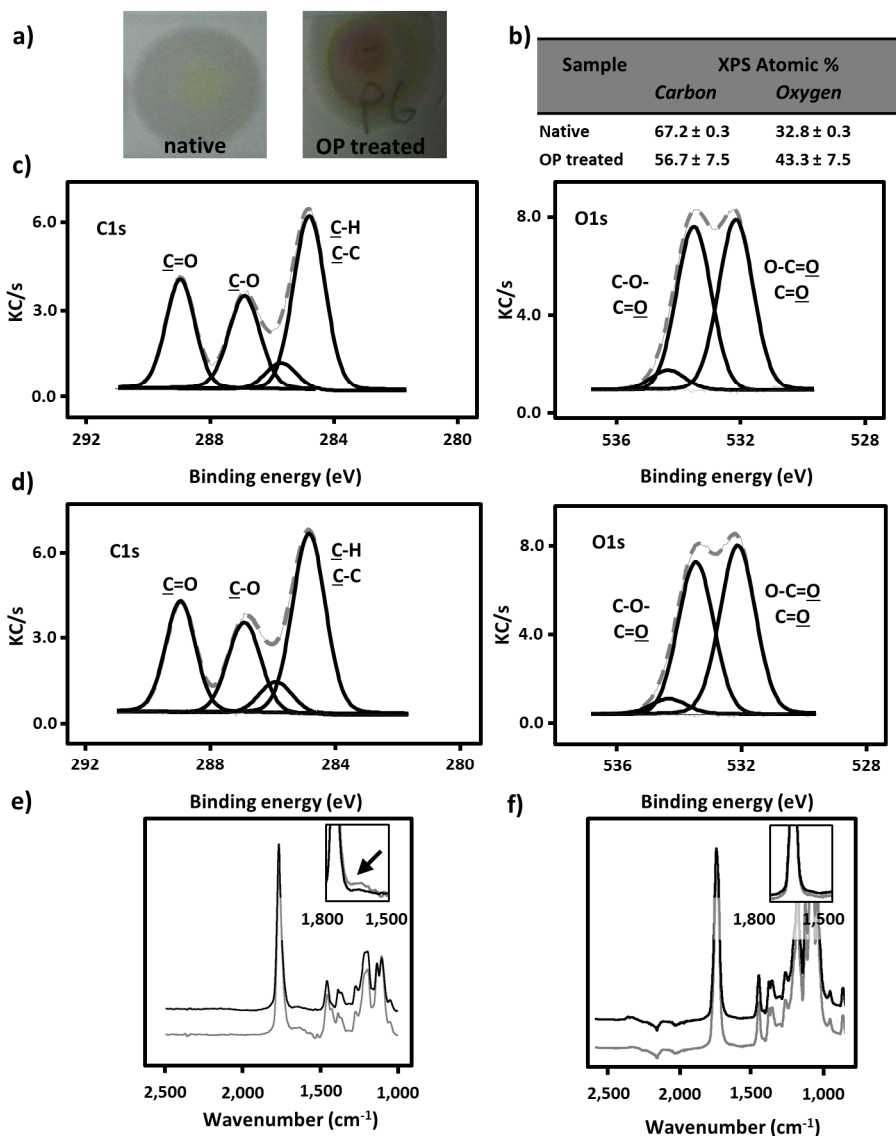 a)
native
OP treated
P6
b)
Sample XPS Atomic %
Carbon Oxygen
Native 67.2 ± 0.3 32.8 ± 0.3
OP treated 56.7 ± 7.5 43.3 ± 7.5
c)
C1s
C=O
C-O
C-H
C-C
KC/s
6.0
3.0
0.0
292 288 284 280
Binding energy (eV)
O1s
C-O-
C=O
O-C=O
C=O
KC/s
8.0
4.0
0.0
536 532 528
Binding energy (eV)
d)
C1s
C=O
C-O
C-H
C-C
KC/s
6.0
3.0
0.0
292 288 284 280
Binding energy (eV)
O1s
C-O-
C=O
O-C=O
C=O
KC/s
8.0
4.0
0.0
536 532 528
Binding energy (eV)
e)
1,800 1,500
2,500 2,000 1,500 1,000
Wavenumber (cm⁻¹)
f)
1,800 1,500
2,500 2,000 1,500 1,000
Wavenumber (cm⁻¹)